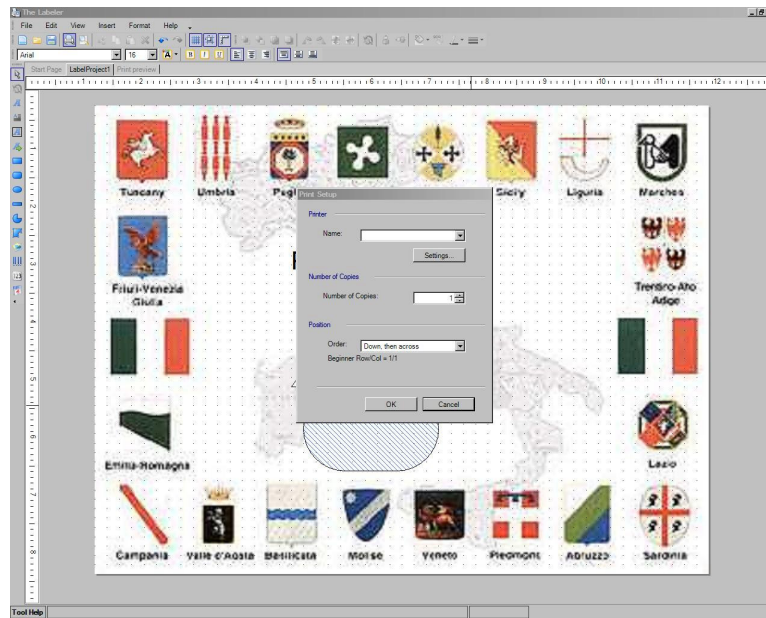 The Labeler
File Edit View Insert Format Help
Arial 16
Start Page LabelProject1 Print preview
Tuscany Umbria Sicily Liguria Marches
Print Setup
Printer
Name:
Settings...
Number of Copies
Number of Copies: 1
Position
Order: Down, then across
Beginner Row/Col = 1/1
OK Cancel
Friuli-Venezia
Giulia
Trentino-Alto
Adige
Emilia-Romagna
Lazio
Campania Valle d'Aosta Basilicata Molise Veneto Piedmont Abruzzo Sardinia
Tool Help